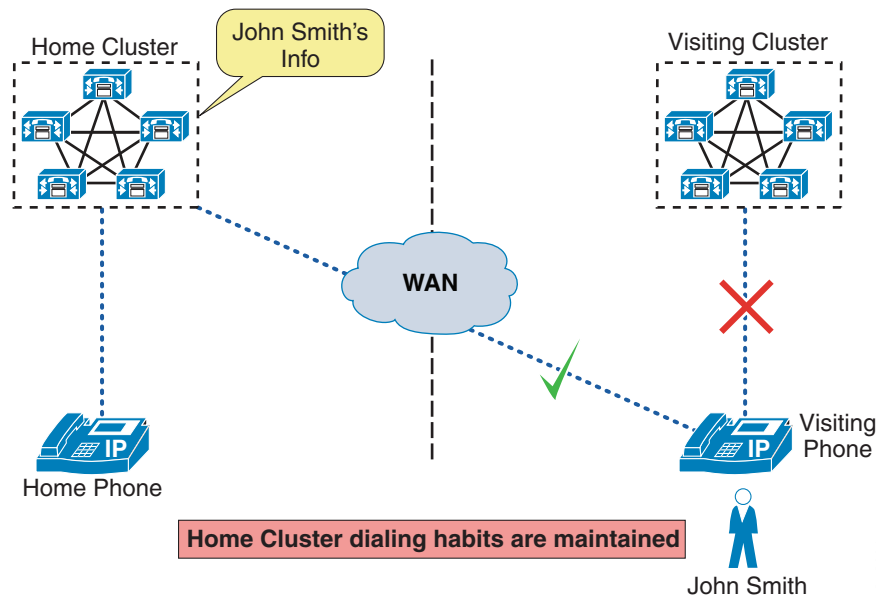 Home Cluster
John Smith's
Info
Visiting Cluster
WAN
IP
Home Phone
IP
Visiting
Phone
Home Cluster dialing habits are maintained
John Smith